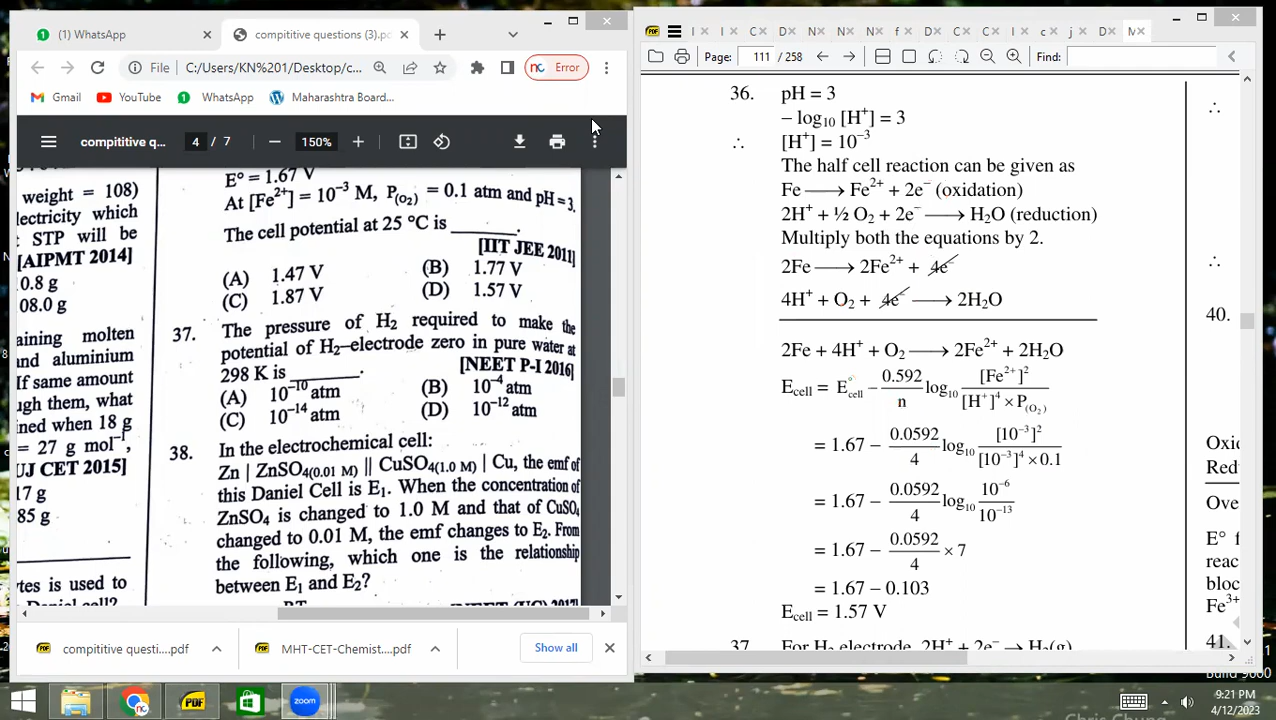 (1) WhatsApp
compititive questions (3).pdf
File
C:/Users/KN%201/Desktop/c...
nc Error
Gmail
YouTube
WhatsApp
Maharashtra Board...
compititive q...
4 / 7
150%
weight = 108)
lectricity which
STP will be
[AIPMT 2014]
0.8 g
08.0 g
aining molten
and aluminium
If same amount
ugh them, what
ined when 18 g
= 27 g mol⁻¹,
UJ CET 2015]
17 g
85 g
tes is used to
E° = 1.67 V
At [Fe²⁺] = 10⁻³ M, P(O₂) = 0.1 atm and pH = 3.
The cell potential at 25 °C is ______.
[IIT JEE 2011]
(A) 1.47 V (B) 1.77 V
(C) 1.87 V (D) 1.57 V
37. The pressure of H₂ required to make the
potential of H₂–electrode zero in pure water at
298 K is ______.
[NEET P-I 2016]
(A) 10⁻¹⁰ atm (B) 10⁻⁴ atm
(C) 10⁻¹⁴ atm (D) 10⁻¹² atm
38. In the electrochemical cell:
Zn | ZnSO₄(0.01 M) || CuSO₄(1.0 M) | Cu, the emf of
this Daniel Cell is E₁. When the concentration of
ZnSO₄ is changed to 1.0 M and that of CuSO₄
changed to 0.01 M, the emf changes to E₂. From
the following, which one is the relationship
between E₁ and E₂?
compititive questi....pdf
MHT-CET-Chemist....pdf
Show all
PDF
Page: 111 / 258
Find:
36. pH = 3
– log₁₀ [H⁺] = 3
∴ [H⁺] = 10⁻³
The half cell reaction can be given as
Fe ⟶ Fe²⁺ + 2e⁻ (oxidation)
2H⁺ + ½ O₂ + 2e⁻ ⟶ H₂O (reduction)
Multiply both the equations by 2.
2Fe ⟶ 2Fe²⁺ + 4e⁻
4H⁺ + O₂ + 4e⁻ ⟶ 2H₂O
2Fe + 4H⁺ + O₂ ⟶ 2Fe²⁺ + 2H₂O
Ecell = E°cell – 0.592/n log₁₀ [Fe²⁺]²/[H⁺]⁴ × P(O₂)
= 1.67 – 0.0592/4 log₁₀ [10⁻³]²/[10⁻³]⁴ × 0.1
= 1.67 – 0.0592/4 log₁₀ 10⁻⁶/10⁻¹³
= 1.67 – 0.0592/4 × 7
= 1.67 – 0.103
Ecell = 1.57 V
37. For H₂ electrode, 2H⁺ + 2e⁻ → H₂(g)
∴
∴
40.
Oxid
Redu
Over
E° f
reac
bloc
Fe³⁺
41.
PDF
zoom
9:21 PM
4/12/2023